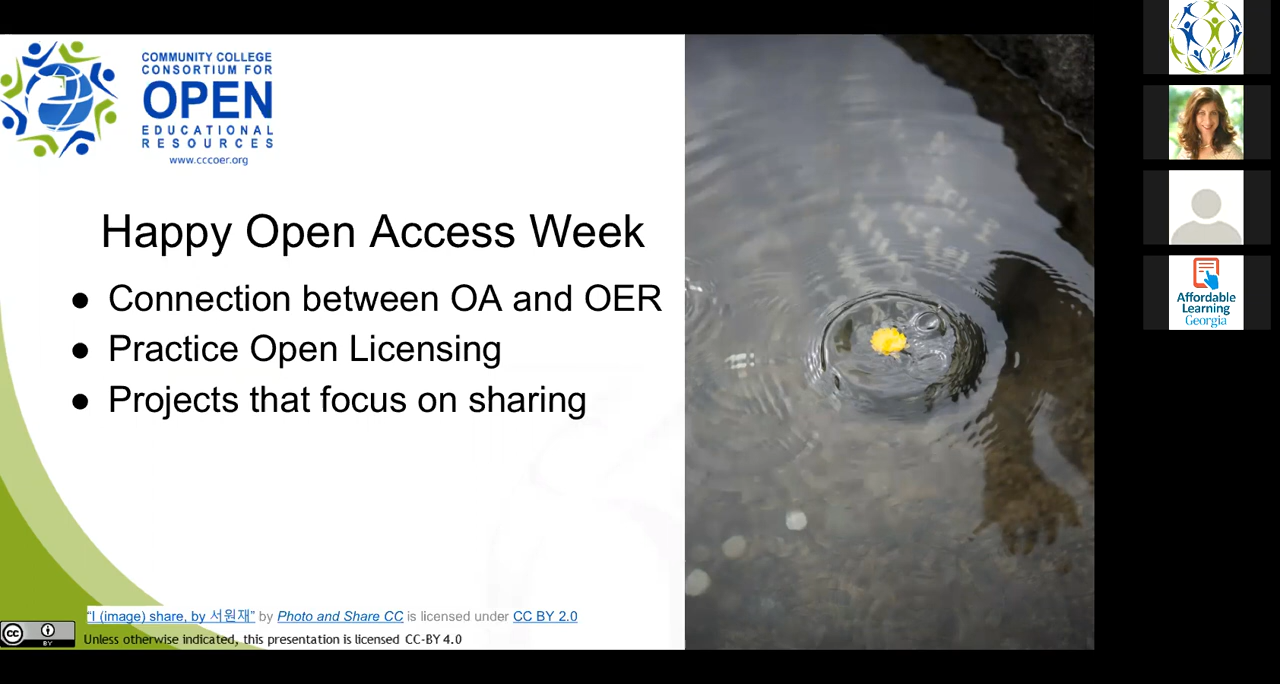 COMMUNITY COLLEGE
CONSORTIUM FOR
OPEN
EDUCATIONAL
RESOURCES
www.cccoer.org
Happy Open Access Week
● Connection between OA and OER
● Practice Open Licensing
● Projects that focus on sharing
“I (image) share, by 서원재” by Photo and Share CC is licensed under CC BY 2.0
cc BY
Unless otherwise indicated, this presentation is licensed CC-BY 4.0
Affordable
Learning
Georgia